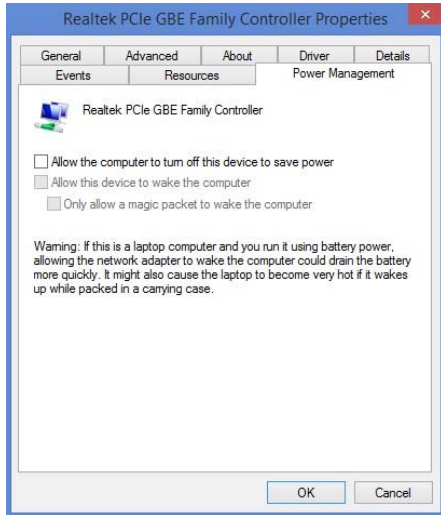 Realtek PCIe GBE Family Controller Properties
General Advanced About Driver Details
Events Resources Power Management
Realtek PCIe GBE Family Controller
Allow the computer to turn off this device to save power
Allow this device to wake the computer
Only allow a magic packet to wake the computer
Warning: If this is a laptop computer and you run it using battery power,
allowing the network adapter to wake the computer could drain the battery
more quickly. It might also cause the laptop to become very hot if it wakes
up while packed in a carrying case.
OK Cancel